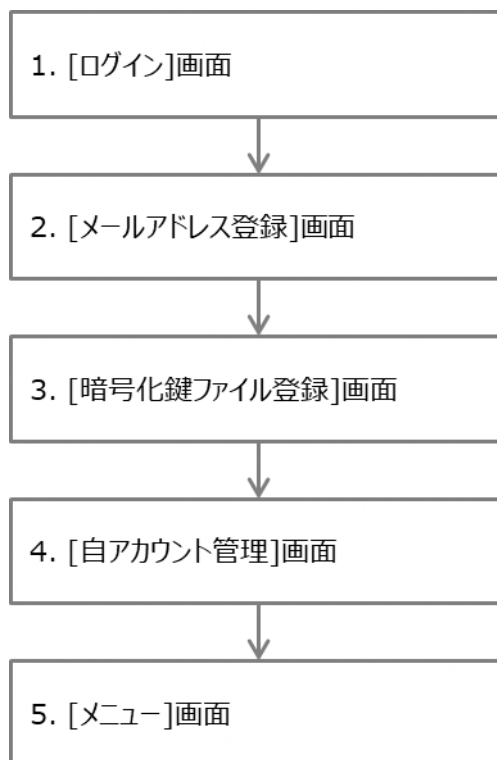 1. [ログイン]画面
2. [メールアドレス登録]画面
3. [暗号化鍵ファイル登録]画面
4. [自アカウント管理]画面
5. [メニュー]画面